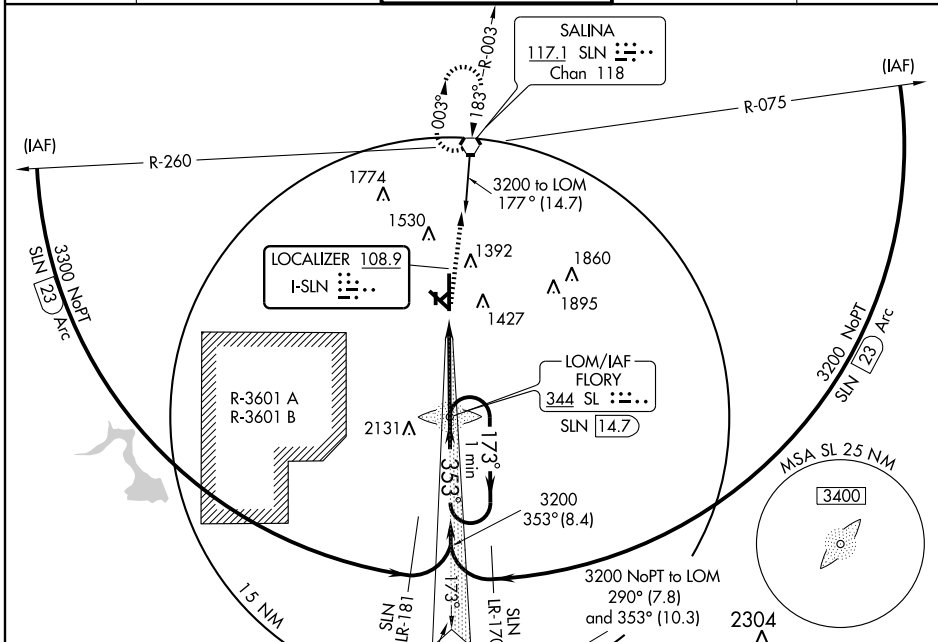 SALINA
117.1 SLN
Chan 118
R-003
003°
183°
(IAF)
R-075
(IAF)
R-260
3200 to LOM
177° (14.7)
1774
1530
1392
1860
1895
1427
LOCALIZER 108.9
I-SLN
3300 NoPT
SLN 23 Arc
3200 NoPT
SLN 23 Arc
R-3601 A
R-3601 B
LOM/IAF
FLORY
344 SL
SLN 14.7
2131
173°
1 min
353°
MSA SL 25 NM
3400
3200
353° (8.4)
3200 NoPT to LOM
290° (7.8)
and 353° (10.3)
2304
15 NM
SLN
LR-181
173°
SLN
LR-170